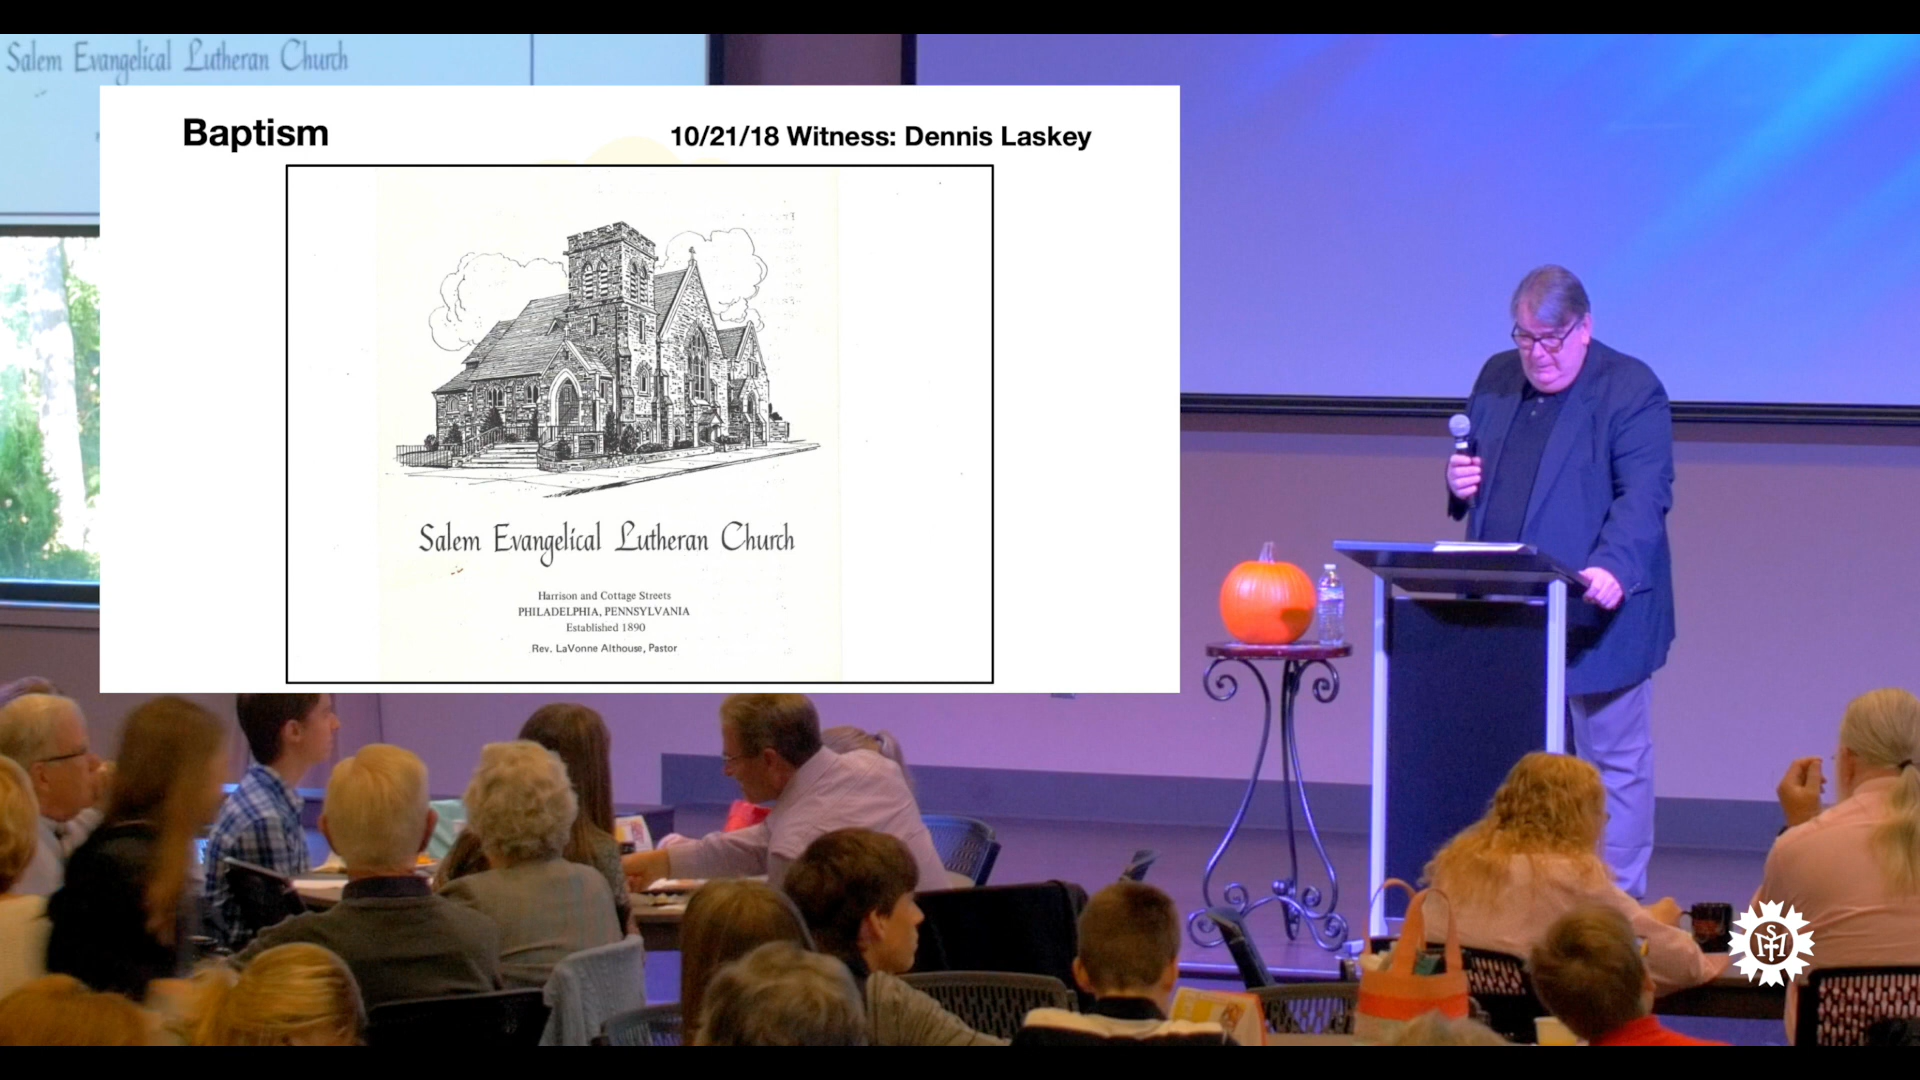 Salem Evangelical Lutheran Church
Baptism
10/21/18 Witness: Dennis Laskey
Salem Evangelical Lutheran Church
Harrison and Cottage Streets
PHILADELPHIA, PENNSYLVANIA
Established 1890
Rev. LaVonne Althouse, Pastor